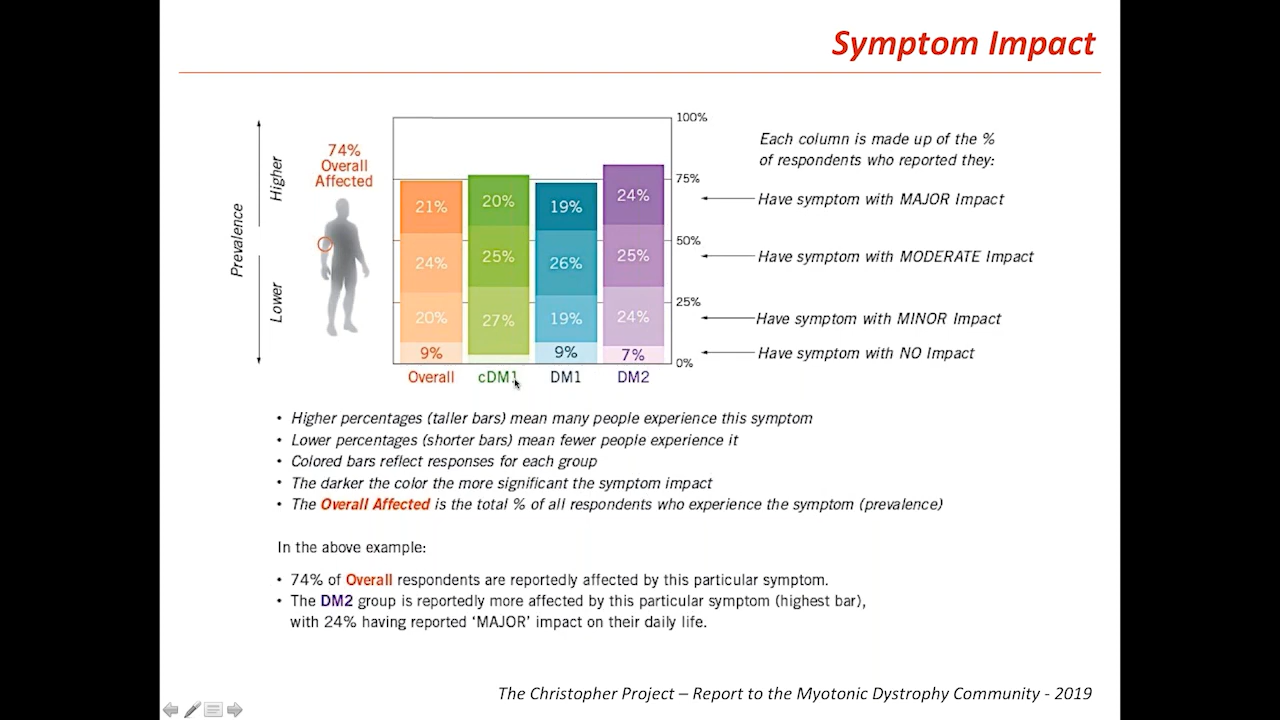 Symptom Impact
100%
75%
50%
25%
0%
Prevalence
Higher
Lower
74%
Overall
Affected
21%
24%
20%
9%
Overall
20%
25%
27%
cDM1
19%
26%
19%
9%
DM1
24%
25%
24%
7%
DM2
Each column is made up of the %
of respondents who reported they:
Have symptom with MAJOR Impact
Have symptom with MODERATE Impact
Have symptom with MINOR Impact
Have symptom with NO Impact
• Higher percentages (taller bars) mean many people experience this symptom
• Lower percentages (shorter bars) mean fewer people experience it
• Colored bars reflect responses for each group
• The darker the color the more significant the symptom impact
• The Overall Affected is the total % of all respondents who experience the symptom (prevalence)
In the above example:
• 74% of Overall respondents are reportedly affected by this particular symptom.
• The DM2 group is reportedly more affected by this particular symptom (highest bar),
with 24% having reported ‘MAJOR’ impact on their daily life.
The Christopher Project – Report to the Myotonic Dystrophy Community - 2019